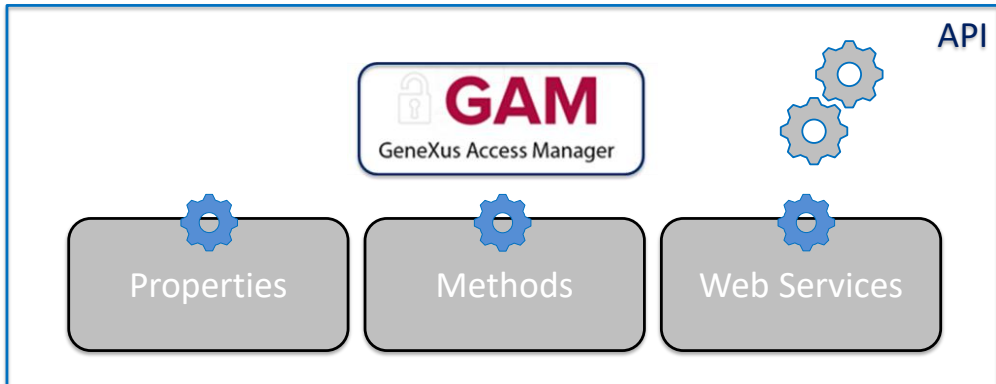 API
GAM
GeneXus Access Manager
Properties
Methods
Web Services